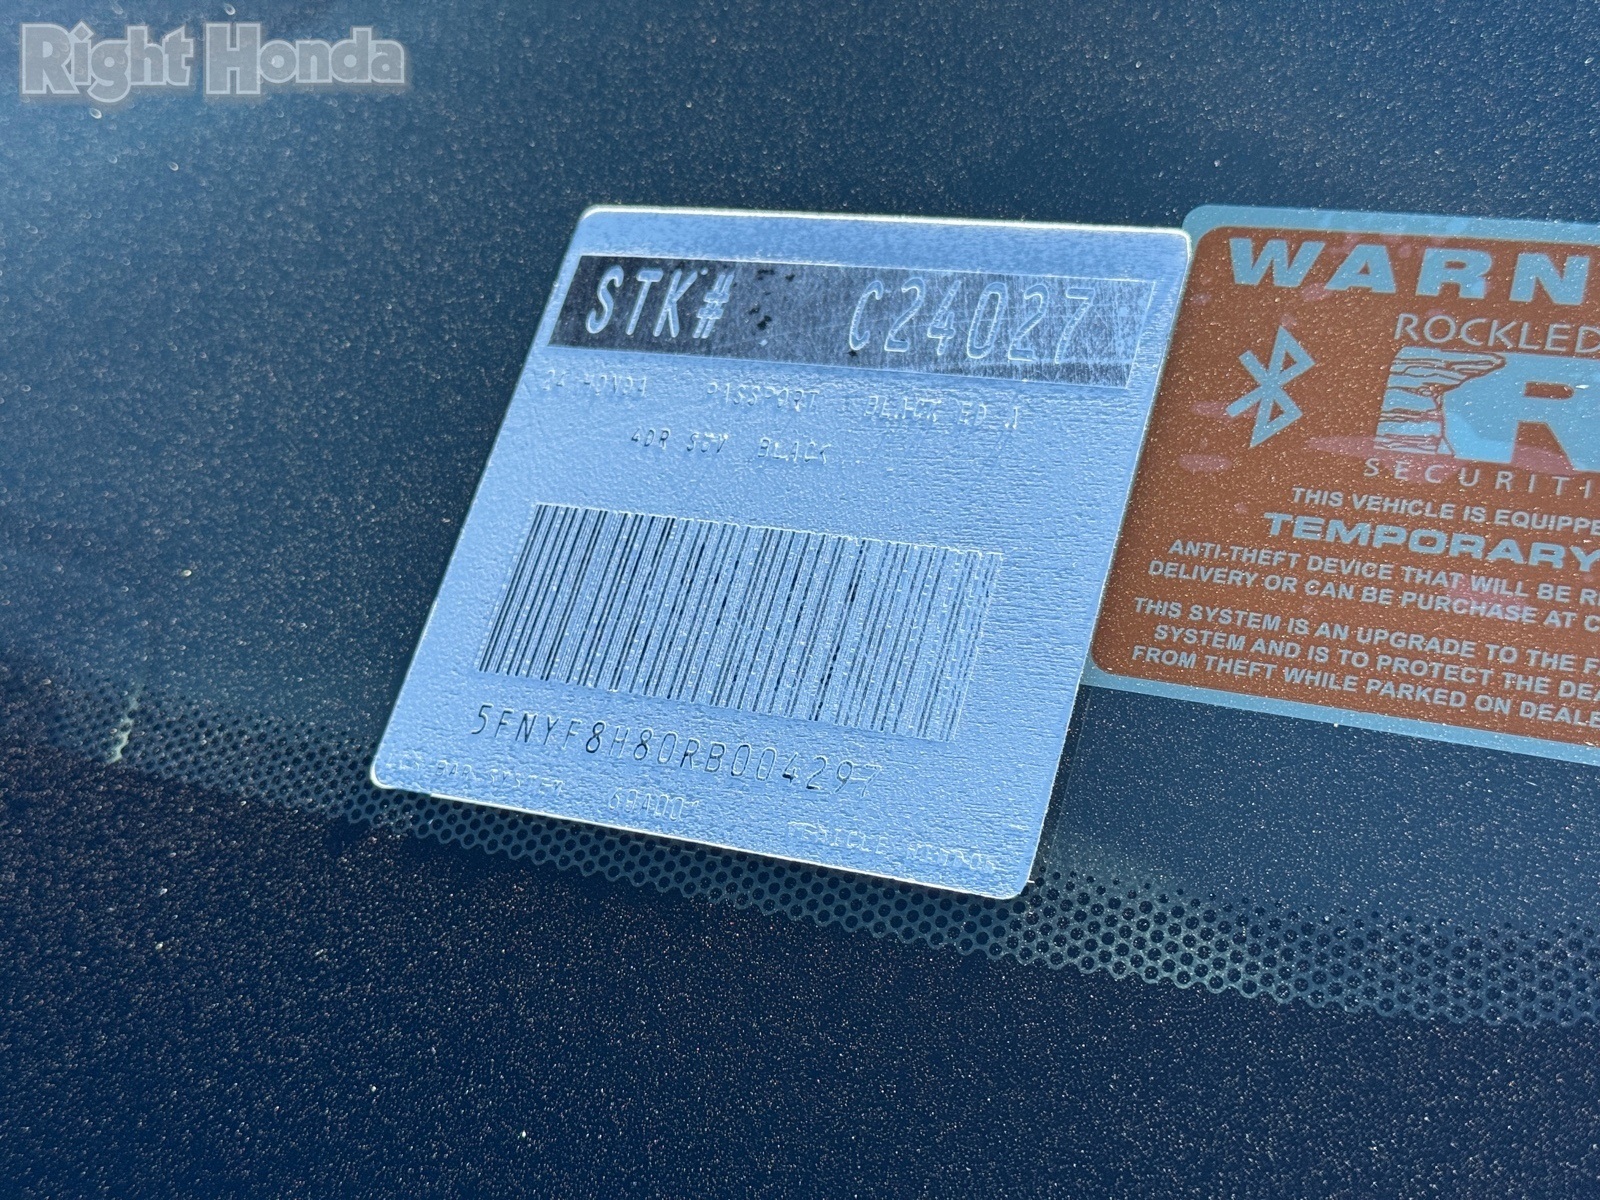 Right Honda
STK# C24027
24 HONDA PASSPORT BLACK ED
4DR SUV BLACK
5FNYF8H80RB004297
BAR SYSTEM
WARN
ROCKLED
R
SECURITI
THIS VEHICLE IS EQUIPPE
TEMPORARY
ANTI-THEFT DEVICE THAT WILL BE R
DELIVERY OR CAN BE PURCHASE AT C
THIS SYSTEM IS AN UPGRADE TO THE F
SYSTEM AND IS TO PROTECT THE DEA
FROM THEFT WHILE PARKED ON DEALE